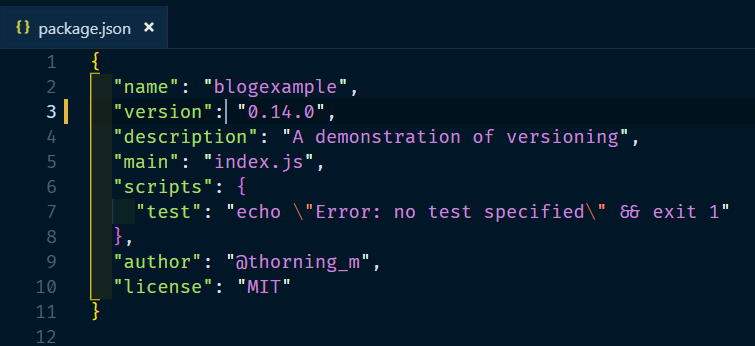 {} package.json ×
1 {
2   "name": "blogexample",
3   "version": "0.14.0",
4   "description": "A demonstration of versioning",
5   "main": "index.js",
6   "scripts": {
7     "test": "echo \"Error: no test specified\" && exit 1"
8   },
9   "author": "@thorning_m",
10   "license": "MIT"
11 }
12